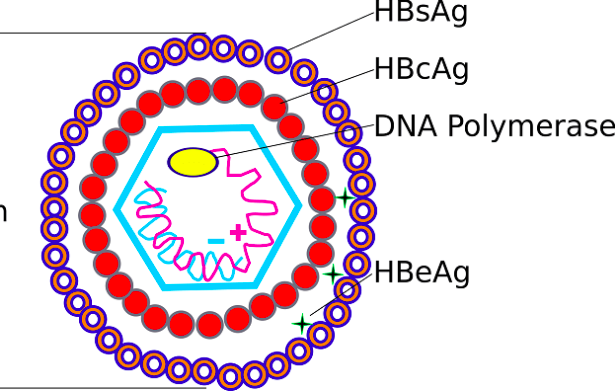 HBsAg
HBcAg
DNA Polymerase
HBeAg
n
−
+